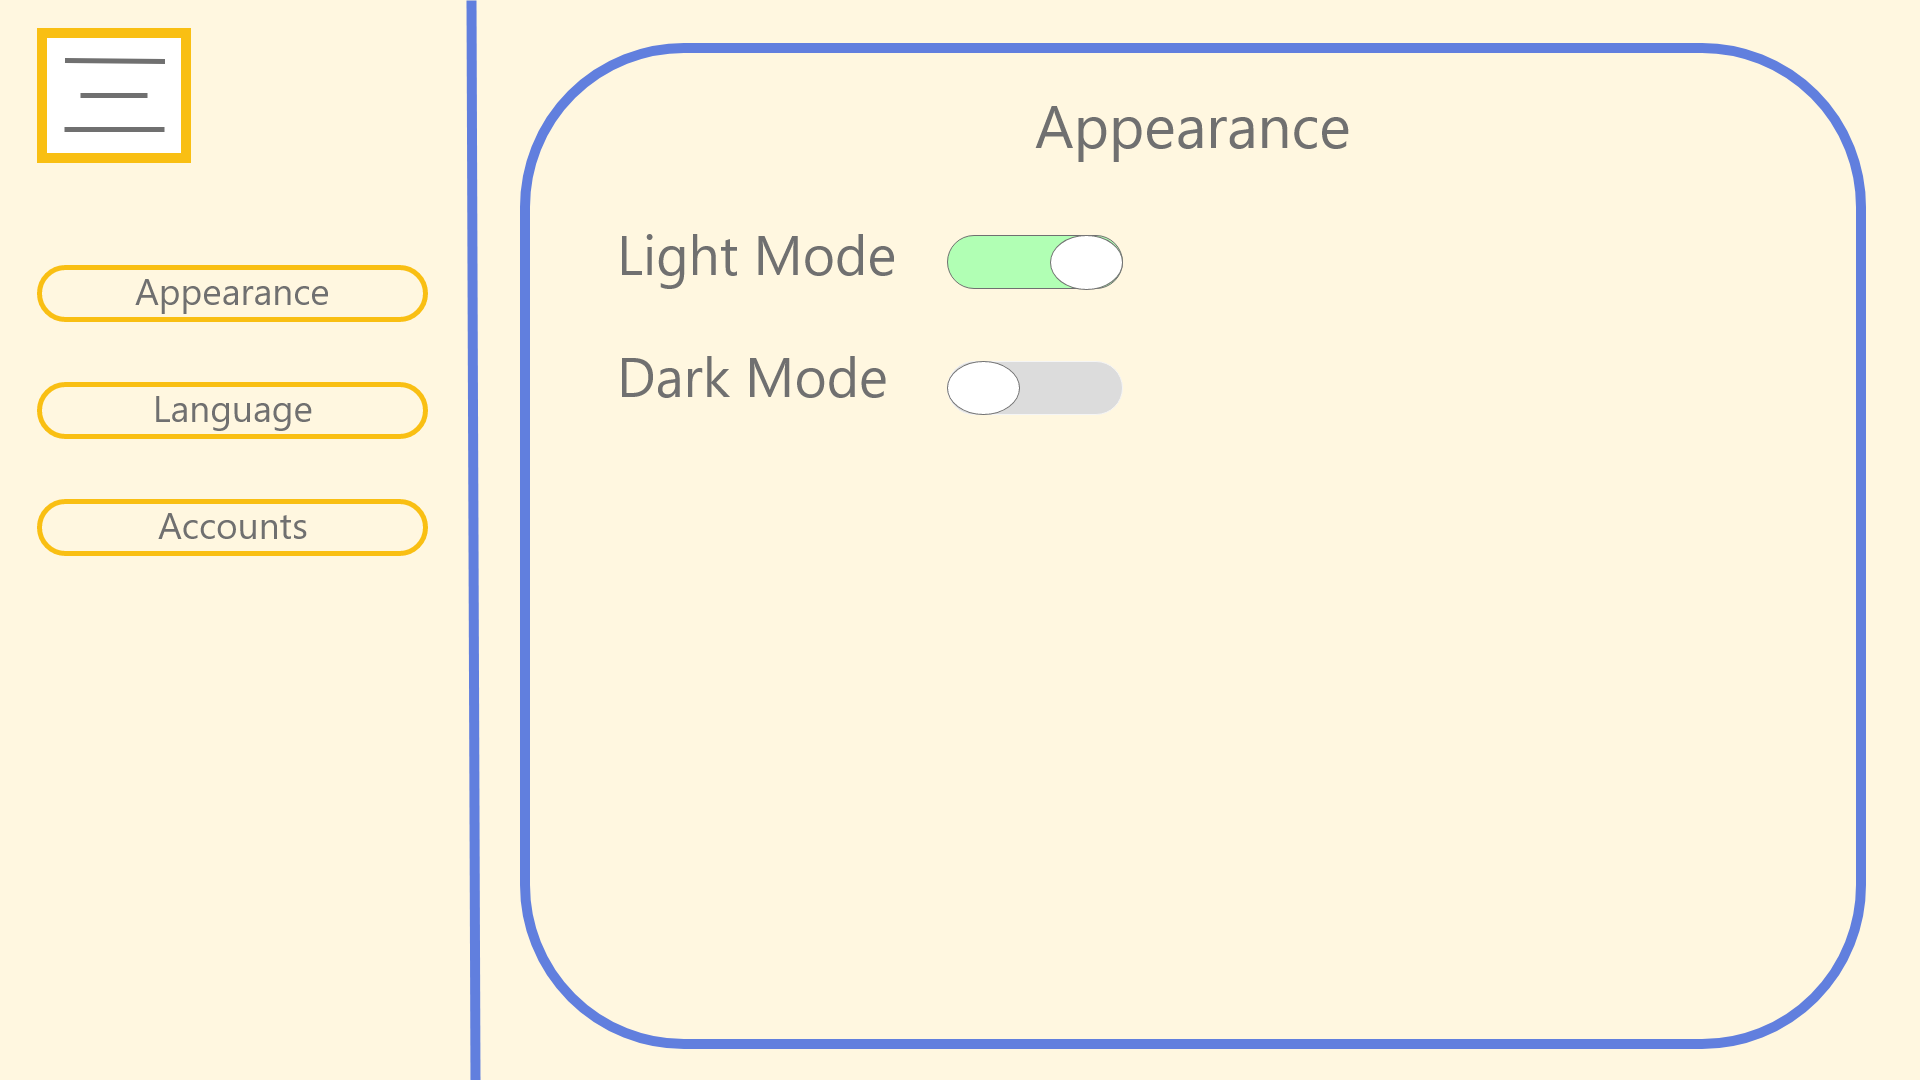 Appearance
Language
Accounts
Appearance
Light Mode
Dark Mode